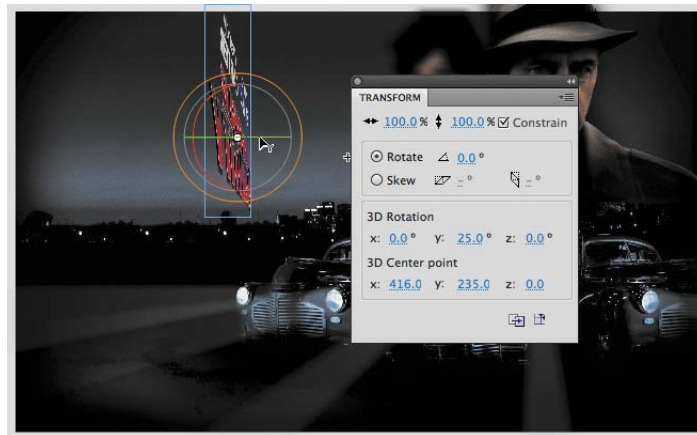 TRANSFORM
100.0 % 100.0 % Constrain
Rotate 0.0 °
Skew - ° - °
3D Rotation
x: 0.0 ° y: 25.0 ° z: 0.0 °
3D Center point
x: 416.0 y: 235.0 z: 0.0
Y